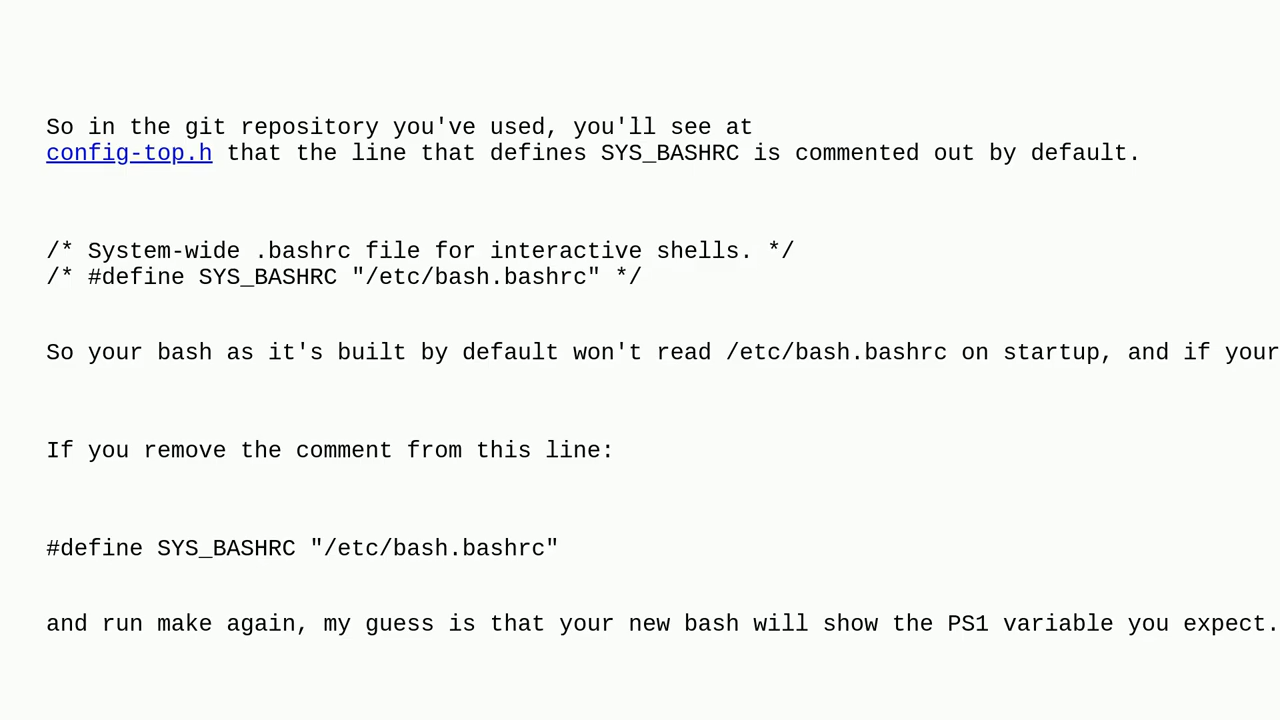 So in the git repository you've used, you'll see at
config-top.h that the line that defines SYS_BASHRC is commented out by default.
/* System-wide .bashrc file for interactive shells. */
/* #define SYS_BASHRC "/etc/bash.bashrc" */
So your bash as it's built by default won't read /etc/bash.bashrc on startup, and if your
If you remove the comment from this line:
#define SYS_BASHRC "/etc/bash.bashrc"
and run make again, my guess is that your new bash will show the PS1 variable you expect.